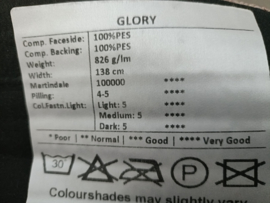 GLORY
Comp. Faceside: 100%PES
Comp. Backing: 100%PES
Weight: 826 g/lm
Width: 138 cm
Martindale 100000 ****
Pilling: 4-5 ****
Col.Fastn.Light: Light: 5 ****
Medium: 5 ****
Dark: 5 ****
* Poor | ** Normal | *** Good | **** Very Good
30 P
Colourshades may slightly vary